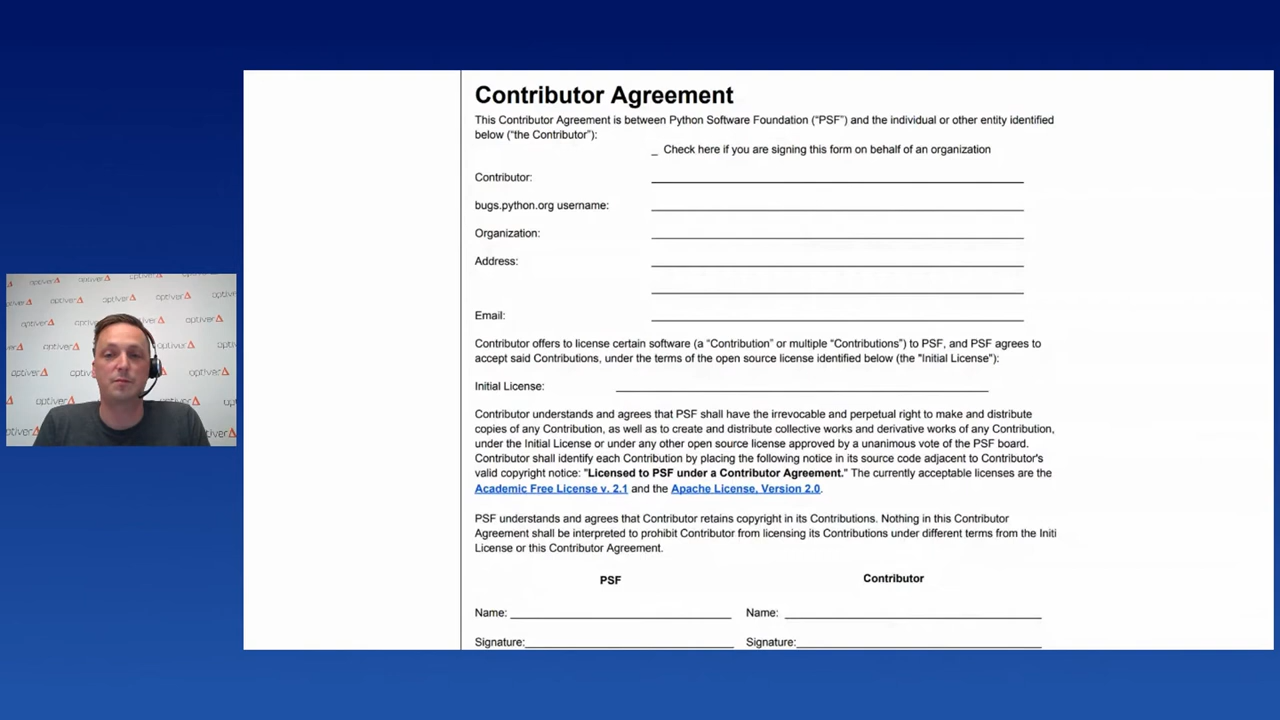 Contributor Agreement
This Contributor Agreement is between Python Software Foundation ("PSF") and the individual or other entity identified
below ("the Contributor"):
_ Check here if you are signing this form on behalf of an organization
Contributor:
bugs.python.org username:
Organization:
Address:
Email:
Contributor offers to license certain software (a “Contribution” or multiple “Contributions”) to PSF, and PSF agrees to
accept said Contributions, under the terms of the open source license identified below (the "Initial License"):
Initial License:
Contributor understands and agrees that PSF shall have the irrevocable and perpetual right to make and distribute
copies of any Contribution, as well as to create and distribute collective works and derivative works of any Contribution,
under the Initial License or under any other open source license approved by a unanimous vote of the PSF board.
Contributor shall identify each Contribution by placing the following notice in its source code adjacent to Contributor's
valid copyright notice: "Licensed to PSF under a Contributor Agreement." The currently acceptable licenses are the
Academic Free License v. 2.1 and the Apache License, Version 2.0.
PSF understands and agrees that Contributor retains copyright in its Contributions. Nothing in this Contributor
Agreement shall be interpreted to prohibit Contributor from licensing its Contributions under different terms from the Initi
License or this Contributor Agreement.
PSF Contributor
Name: Name:
Signature: Signature:
optiver